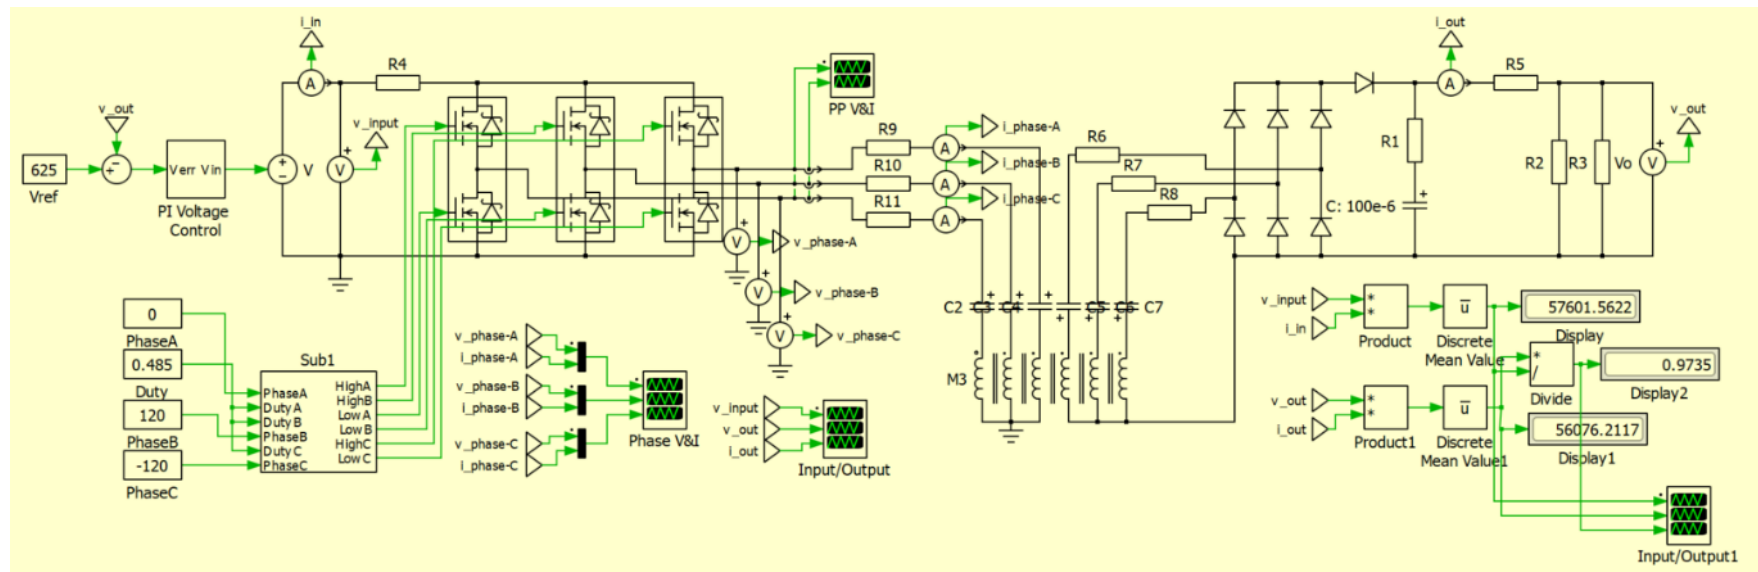 i_in
R4
v_out
v_input
625
Vref
Verr Vin
PI Voltage
Control
V
A
V
PP V&I
R9
R10
R11
A
A
A
i_phase-A
i_phase-B
i_phase-C
V
v_phase-A
V
v_phase-B
V
v_phase-C
R6
R7
R8
i_out
A
R5
R1
C: 100e-6
R2
R3
Vo
V
v_out
C2
C3
C4
C5
C6
C7
M3
0
PhaseA
0.485
Duty
120
PhaseB
-120
PhaseC
Sub1
PhaseA
DutyA
DutyB
PhaseB
DutyC
PhaseC
HighA
HighB
LowA
LowB
HighC
LowC
v_phase-A
i_phase-A
v_phase-B
i_phase-B
v_phase-C
i_phase-C
Phase V&I
v_input
v_out
i_out
Input/Output
v_input
i_in
Product
u
Discrete
Mean Value
57601.5622
Display
Divide
0.9735
Display2
v_out
i_out
Product1
u
Discrete
Mean Value1
56076.2117
Display1
Input/Output1